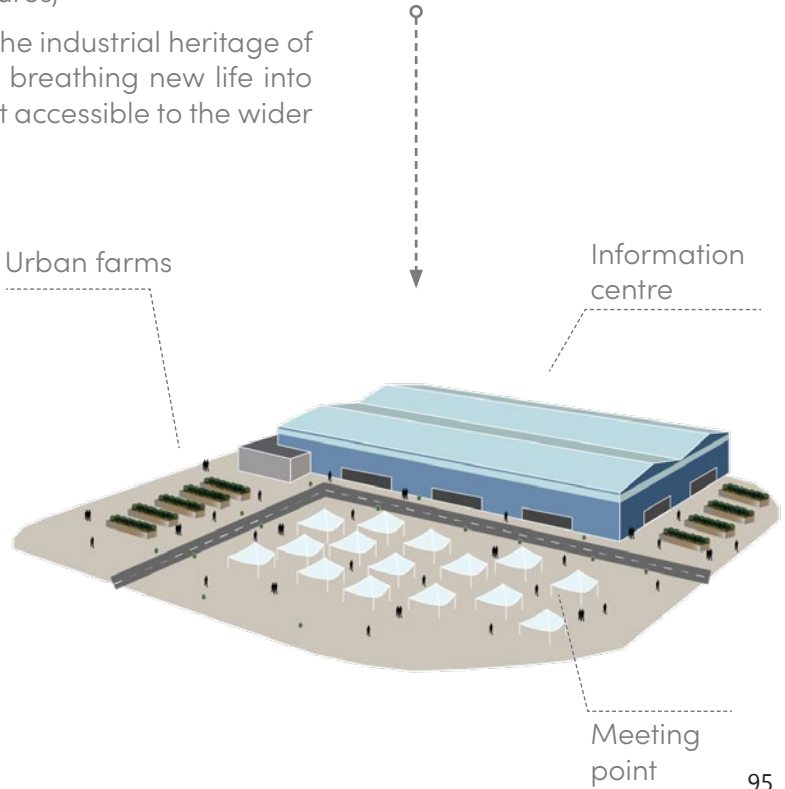 he industrial heritage of
breathing new life into
t accessible to the wider
Urban farms
Information
centre
Meeting
point
95